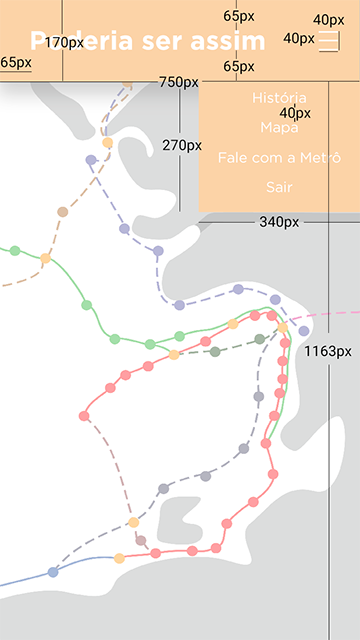 65px
40px
Poderia ser assim
170px
40px
65px
65px
750px
História
40px
Mapa
270px
Fale com a Metrô
Sair
340px
1163px